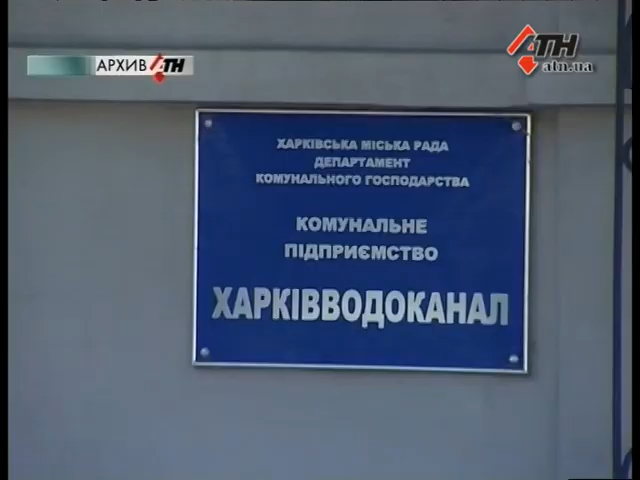 АРХИВ АТН
АТН
atn.ua
ХАРКІВСЬКА МІСЬКА РАДА
ДЕПАРТАМЕНТ
КОМУНАЛЬНОГО ГОСПОДАРСТВА
КОМУНАЛЬНЕ
ПІДПРИЄМСТВО
ХАРКІВВОДОКАНАЛ